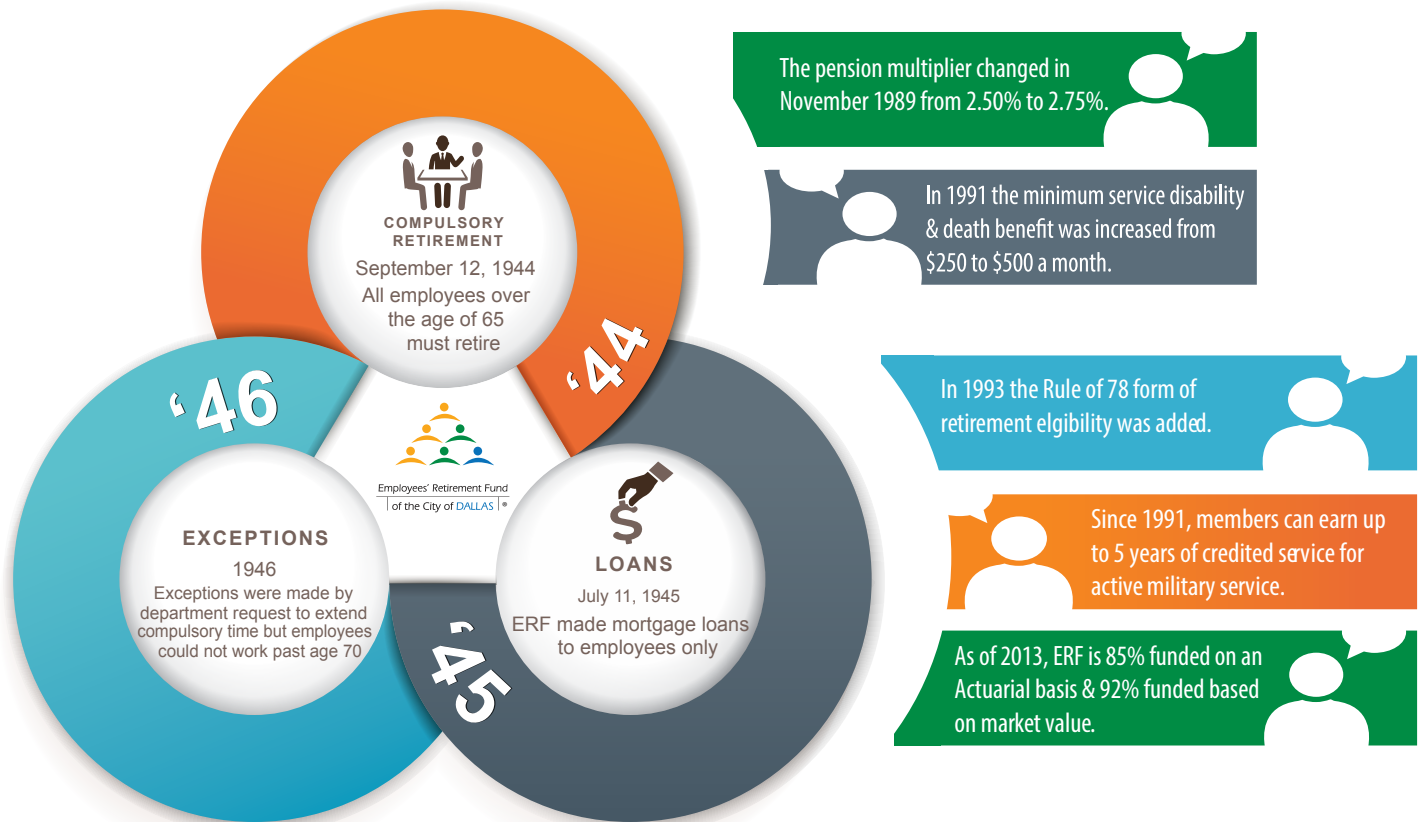 COMPULSORY
RETIREMENT
September 12, 1944
All employees over
the age of 65
must retire
‘44
‘46
EXCEPTIONS
1946
Exceptions were made by
department request to extend
compulsory time but employees
could not work past age 70
Employees' Retirement Fund
of the City of DALLAS ®
LOANS
July 11, 1945
ERF made mortgage loans
to employees only
‘45
The pension multiplier changed in
November 1989 from 2.50% to 2.75%.
In 1991 the minimum service disability
& death benefit was increased from
$250 to $500 a month.
In 1993 the Rule of 78 form of
retirement elgibility was added.
Since 1991, members can earn up
to 5 years of credited service for
active military service.
As of 2013, ERF is 85% funded on an
Actuarial basis & 92% funded based
on market value.